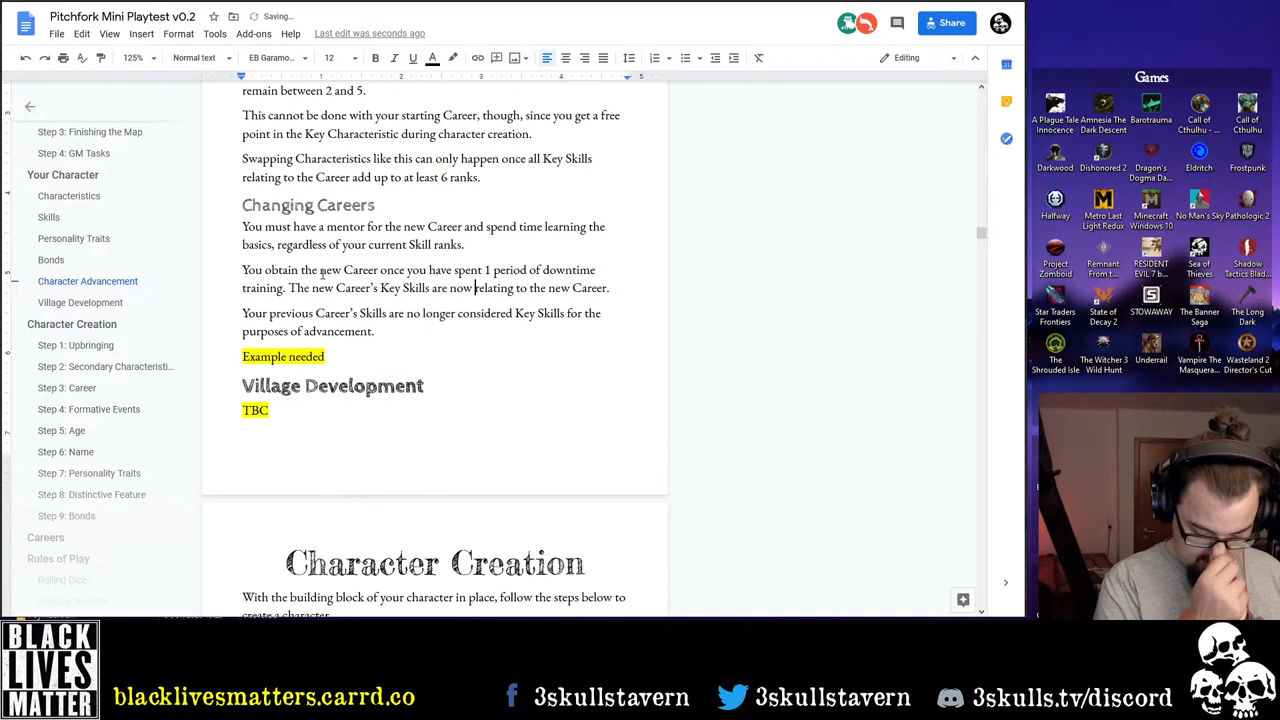 Pitchfork Mini Playtest v0.2
Saving...
File Edit View Insert Format Tools Add-ons Help
Last edit was seconds ago
Share
125%
Normal text
EB Garamo...
12
Editing
1 2 3 4 5
Step 3: Finishing the Map
Step 4: GM Tasks
Your Character
Characteristics
Skills
Personality Traits
Bonds
Character Advancement
Village Development
Character Creation
Step 1: Upbringing
Step 2: Secondary Characteristi...
Step 3: Career
Step 4: Formative Events
Step 5: Age
Step 6: Name
Step 7: Personality Traits
Step 8: Distinctive Feature
Step 9: Bonds
Careers
Rules of Play
Rolling Dice
remain between 2 and 5.
This cannot be done with your starting Career, though, since you get a free
point in the Key Characteristic during character creation.
Swapping Characteristics like this can only happen once all Key Skills
relating to the Career add up to at least 6 ranks.
Changing Careers
You must have a mentor for the new Career and spend time learning the
basics, regardless of your current Skill ranks.
You obtain the new Career once you have spent 1 period of downtime
training. The new Career's Key Skills are now relating to the new Career.
Your previous Career's Skills are no longer considered Key Skills for the
purposes of advancement.
Example needed
Village Development
TBC
Character Creation
With the building block of your character in place, follow the steps below to
create a character.
Games
A Plague Tale Innocence
Amnesia The Dark Descent
Barotrauma
Call of Cthulhu - ...
Call of Cthulhu
Darkwood
Dishonored 2
Dragon's Dogma Da...
Eldritch
Frostpunk
Halfway
Metro Last Light Redux
Minecraft Windows 10
No Man's Sky
Pathologic 2
Project Zomboid
Remnant From t...
RESIDENT EVIL 7 b...
Sea of Thieves
Shadow Tactics Blad...
Star Traders Frontiers
State of Decay 2
STOWAWAY
The Banner Saga
The Long Dark
The Shrouded Isle
The Witcher 3 Wild Hunt
Underrail
Vampire The Masquera...
Wasteland 2 Director's Cut
BLACK
LIVES
MATTER
blacklivesmatters.carrd.co
3skullstavern
3skullstavern
3skulls.tv/discord